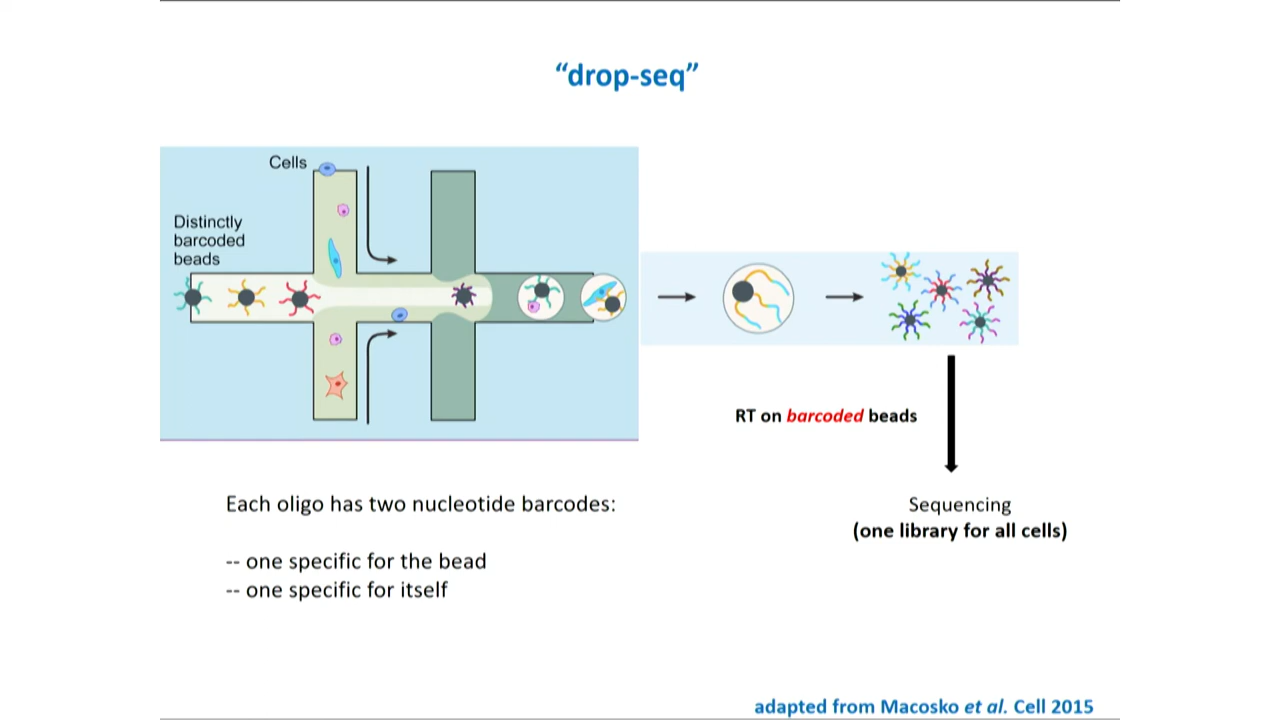 “drop-seq”
Cells
Distinctly
barcoded
beads
RT on barcoded beads
Each oligo has two nucleotide barcodes:
-- one specific for the bead
-- one specific for itself
Sequencing
(one library for all cells)
adapted from Macosko et al. Cell 2015